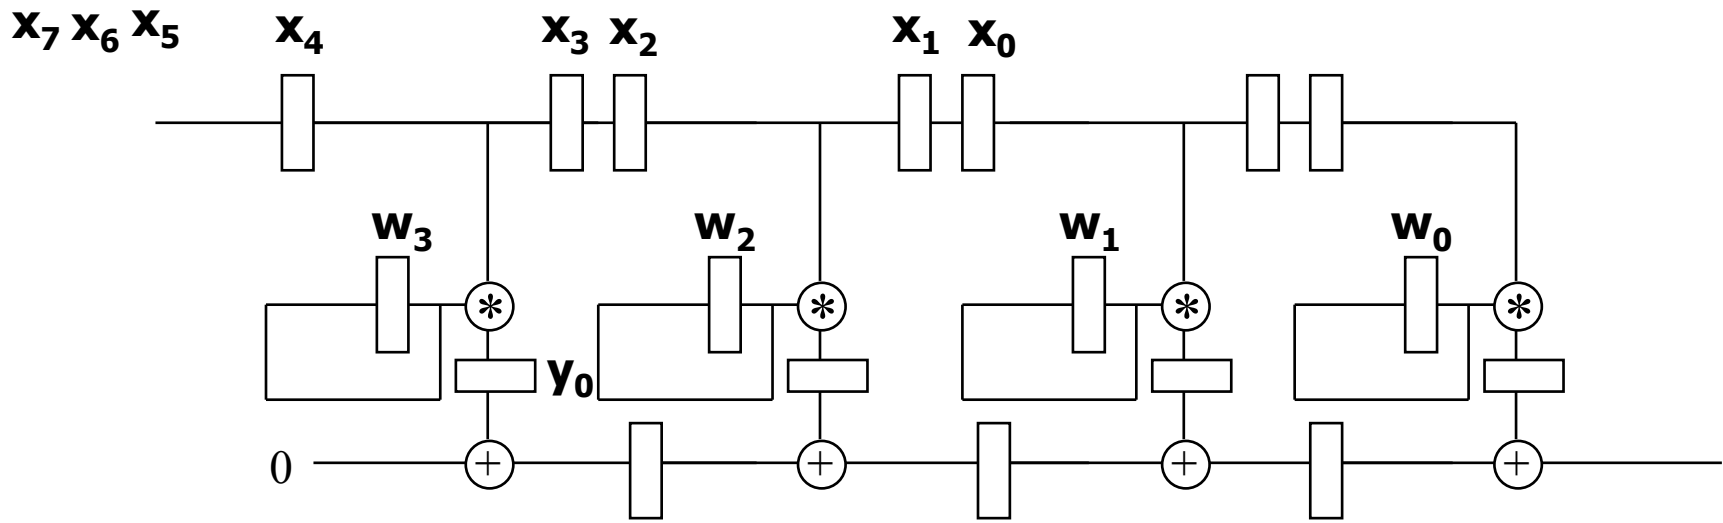 x₇ x₆ x₅ x₄ x₃ x₂ x₁ x₀
w₃ w₂ w₁ w₀
* * * *
y₀
0 + + + +